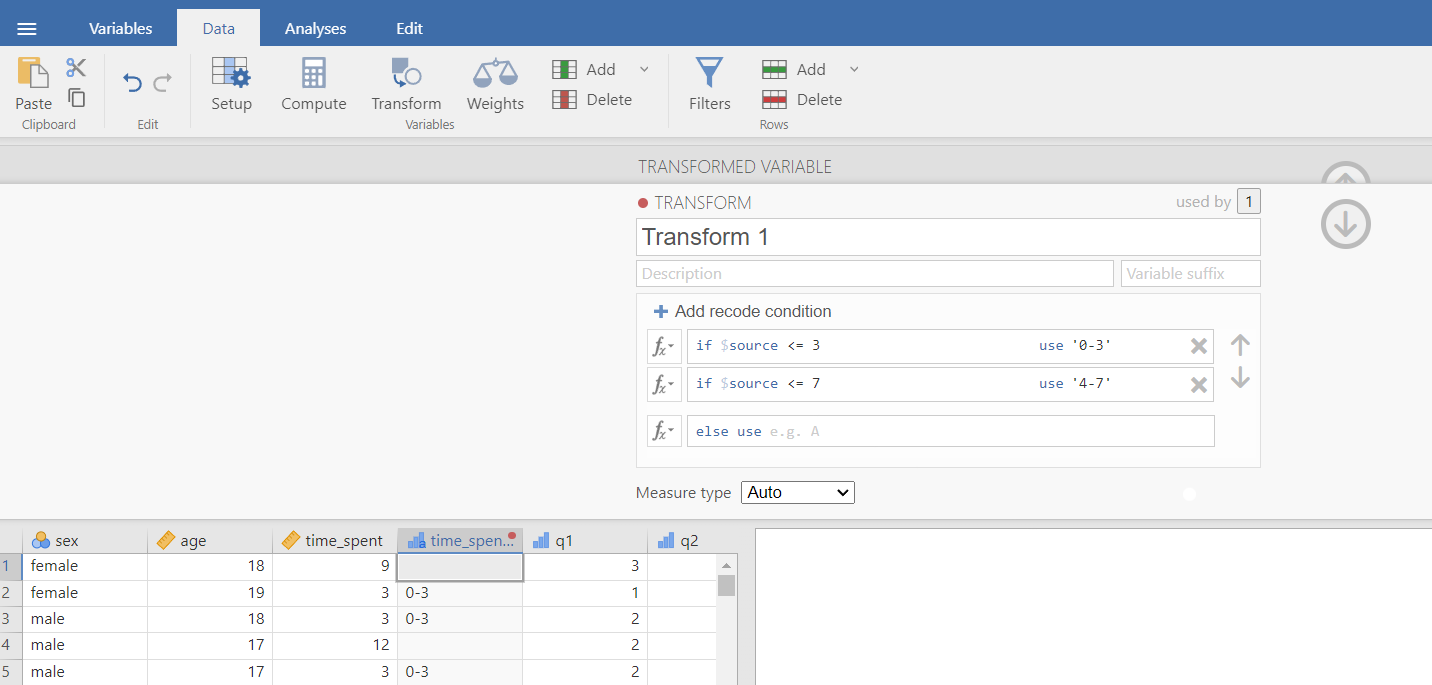 Variables Data Analyses Edit
Paste Setup Compute Transform Weights Add Delete Filters Add Delete
Clipboard Edit Variables Rows
TRANSFORMED VARIABLE
TRANSFORM used by 1
Transform 1
Description Variable suffix
Add recode condition
fx if $source <= 3 use '0-3'
fx if $source <= 7 use '4-7'
fx else use e.g. A
Measure type Auto
sex age time_spent a time_spen... q1 q2
1 female 18 9 3
2 female 19 3 0-3 1
3 male 18 3 0-3 2
4 male 17 12 2
5 male 17 3 0-3 2